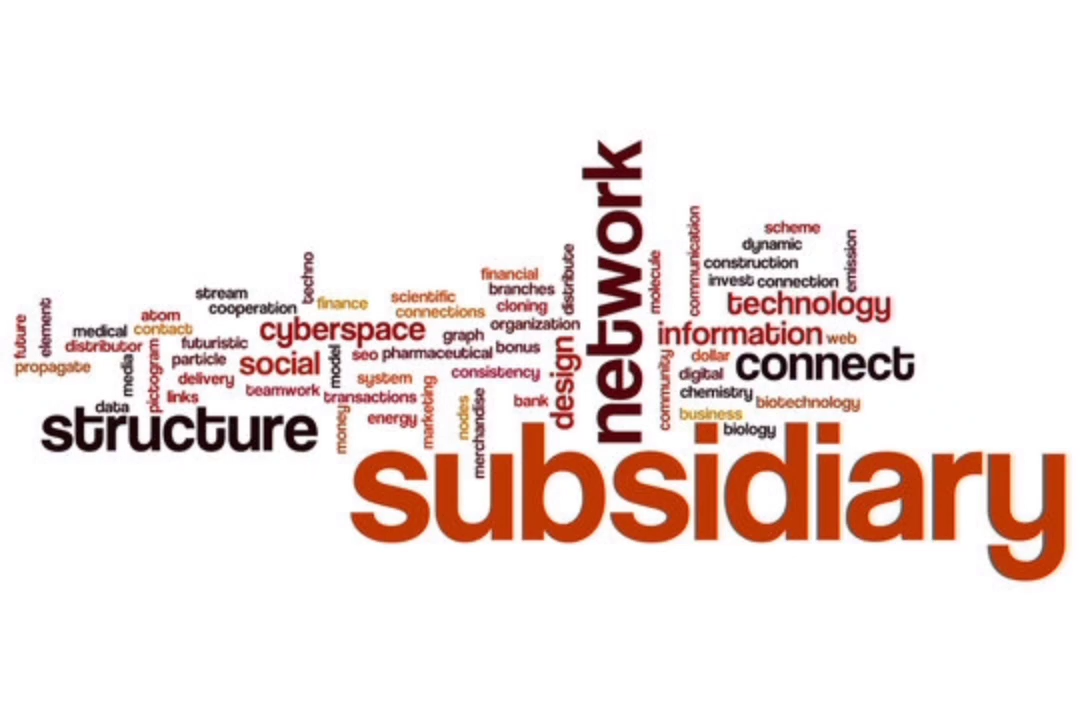 future
element
propagate
medical
distributor
media
data
structure
atom
contact
pictogram
links
stream
cooperation
futuristic
particle
delivery
techno
finance
cyberspace
social
teamwork
model
money
seo
transactions
scientific
connections
graph
pharmaceutical
system
energy
marketing
nodes
merchandise
financial
branches
cloning
organization
bonus
consistency
bank
distribute
design
network
subsidiary
molecule
communication
community
scheme
dynamic
construction
invest
connection
emission
technology
information
web
dollar
digital
connect
chemistry
biotechnology
business
biology